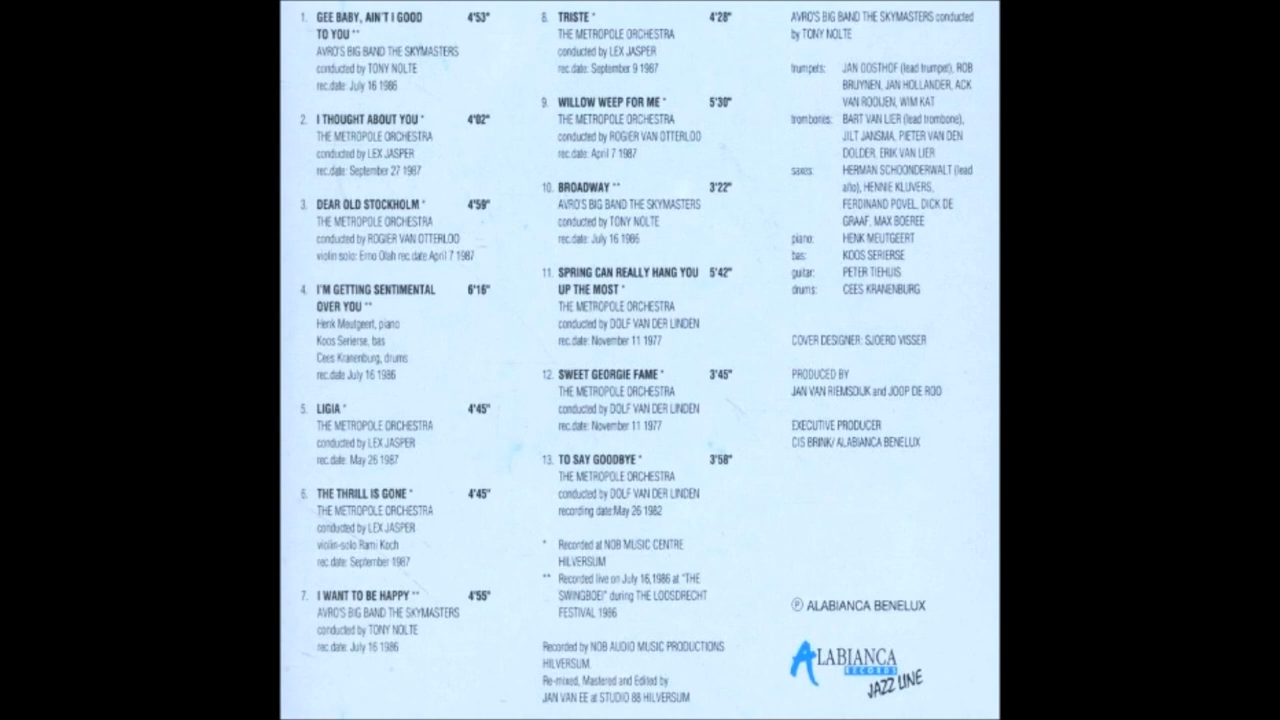 1. GEE BABY, AIN'T I GOOD 4'53"
TO YOU **
AVRO'S BIG BAND THE SKYMASTERS
conducted by TONY NOLTE
rec.date: July 16 1986
2. I THOUGHT ABOUT YOU * 4'02"
THE METROPOLE ORCHESTRA
conducted by LEX JASPER
rec.date: September 27 1987
3. DEAR OLD STOCKHOLM * 4'59"
THE METROPOLE ORCHESTRA
conducted by ROGIER VAN OTTERLOO
violin solo: Erno Olah rec.date April 7 1987
4. I'M GETTING SENTIMENTAL 6'16"
OVER YOU **
Henk Meutgeert, piano
Koos Serierse, bas
Cees Kranenburg, drums
rec.date July 16 1986
5. LIGIA * 4'45"
THE METROPOLE ORCHESTRA
conducted by LEX JASPER
rec.date: May 26 1987
6. THE THRILL IS GONE * 4'45"
THE METROPOLE ORCHESTRA
conducted by LEX JASPER
violin-solo Rami Koch
rec.date: September 1987
7. I WANT TO BE HAPPY ** 4'55"
AVRO'S BIG BAND THE SKYMASTERS
conducted by TONY NOLTE
rec.date: July 16 1986
8. TRISTE * 4'28"
THE METROPOLE ORCHESTRA
conducted by LEX JASPER
rec.date: September 9 1987
9. WILLOW WEEP FOR ME * 5'30"
THE METROPOLE ORCHESTRA
conducted by ROGIER VAN OTTERLOO
rec.date: April 7 1987
10. BROADWAY ** 3'22"
AVRO'S BIG BAND THE SKYMASTERS
conducted by TONY NOLTE
rec.date: July 16 1986
11. SPRING CAN REALLY HANG YOU 5'42"
UP THE MOST *
THE METROPOLE ORCHESTRA
conducted by DOLF VAN DER LINDEN
rec.date: November 11 1977
12. SWEET GEORGIE FAME * 3'45"
THE METROPOLE ORCHESTRA
conducted by DOLF VAN DER LINDEN
rec.date: November 11 1977
13. TO SAY GOODBYE * 3'58"
THE METROPOLE ORCHESTRA
conducted by DOLF VAN DER LINDEN
recording date:May 26 1982
* Recorded at NOB MUSIC CENTRE
HILVERSUM
** Recorded live on July 16,1986 at "THE
SWINGBOEI" during THE LOOSDRECHT
FESTIVAL 1986
Recorded by NOB AUDIO MUSIC PRODUCTIONS
HILVERSUM.
Re-mixed, Mastered and Edited by
JAN VAN EE at STUDIO 88 HILVERSUM
AVRO'S BIG BAND THE SKYMASTERS conducted
by TONY NOLTE
trumpets: JAN OOSTHOF (lead trumpet), ROB
BRUYNEN, JAN HOLLANDER, ACK
VAN ROOIJEN, WIM KAT
trombones: BART VAN LIER (lead trombone),
JILT JANSMA, PIETER VAN DEN
DOLDER, ERIK VAN LIER
saxes: HERMAN SCHOONDERWALT (lead
alto), HENNIE KLUVERS,
FERDINAND POVEL, DICK DE
GRAAF, MAX BOEREE
piano: HENK MEUTGEERT
bas: KOOS SERIERSE
guitar: PETER TIEHUIS
drums: CEES KRANENBURG
COVER DESIGNER: SJOERD VISSER
PRODUCED BY
JAN VAN RIEMSDIJK and JOOP DE ROO
EXECUTIVE PRODUCER
CIS BRINK/ ALABIANCA BENELUX
Ⓟ ALABIANCA BENELUX
ALABIANCA
RECORDS
JAZZ LINE